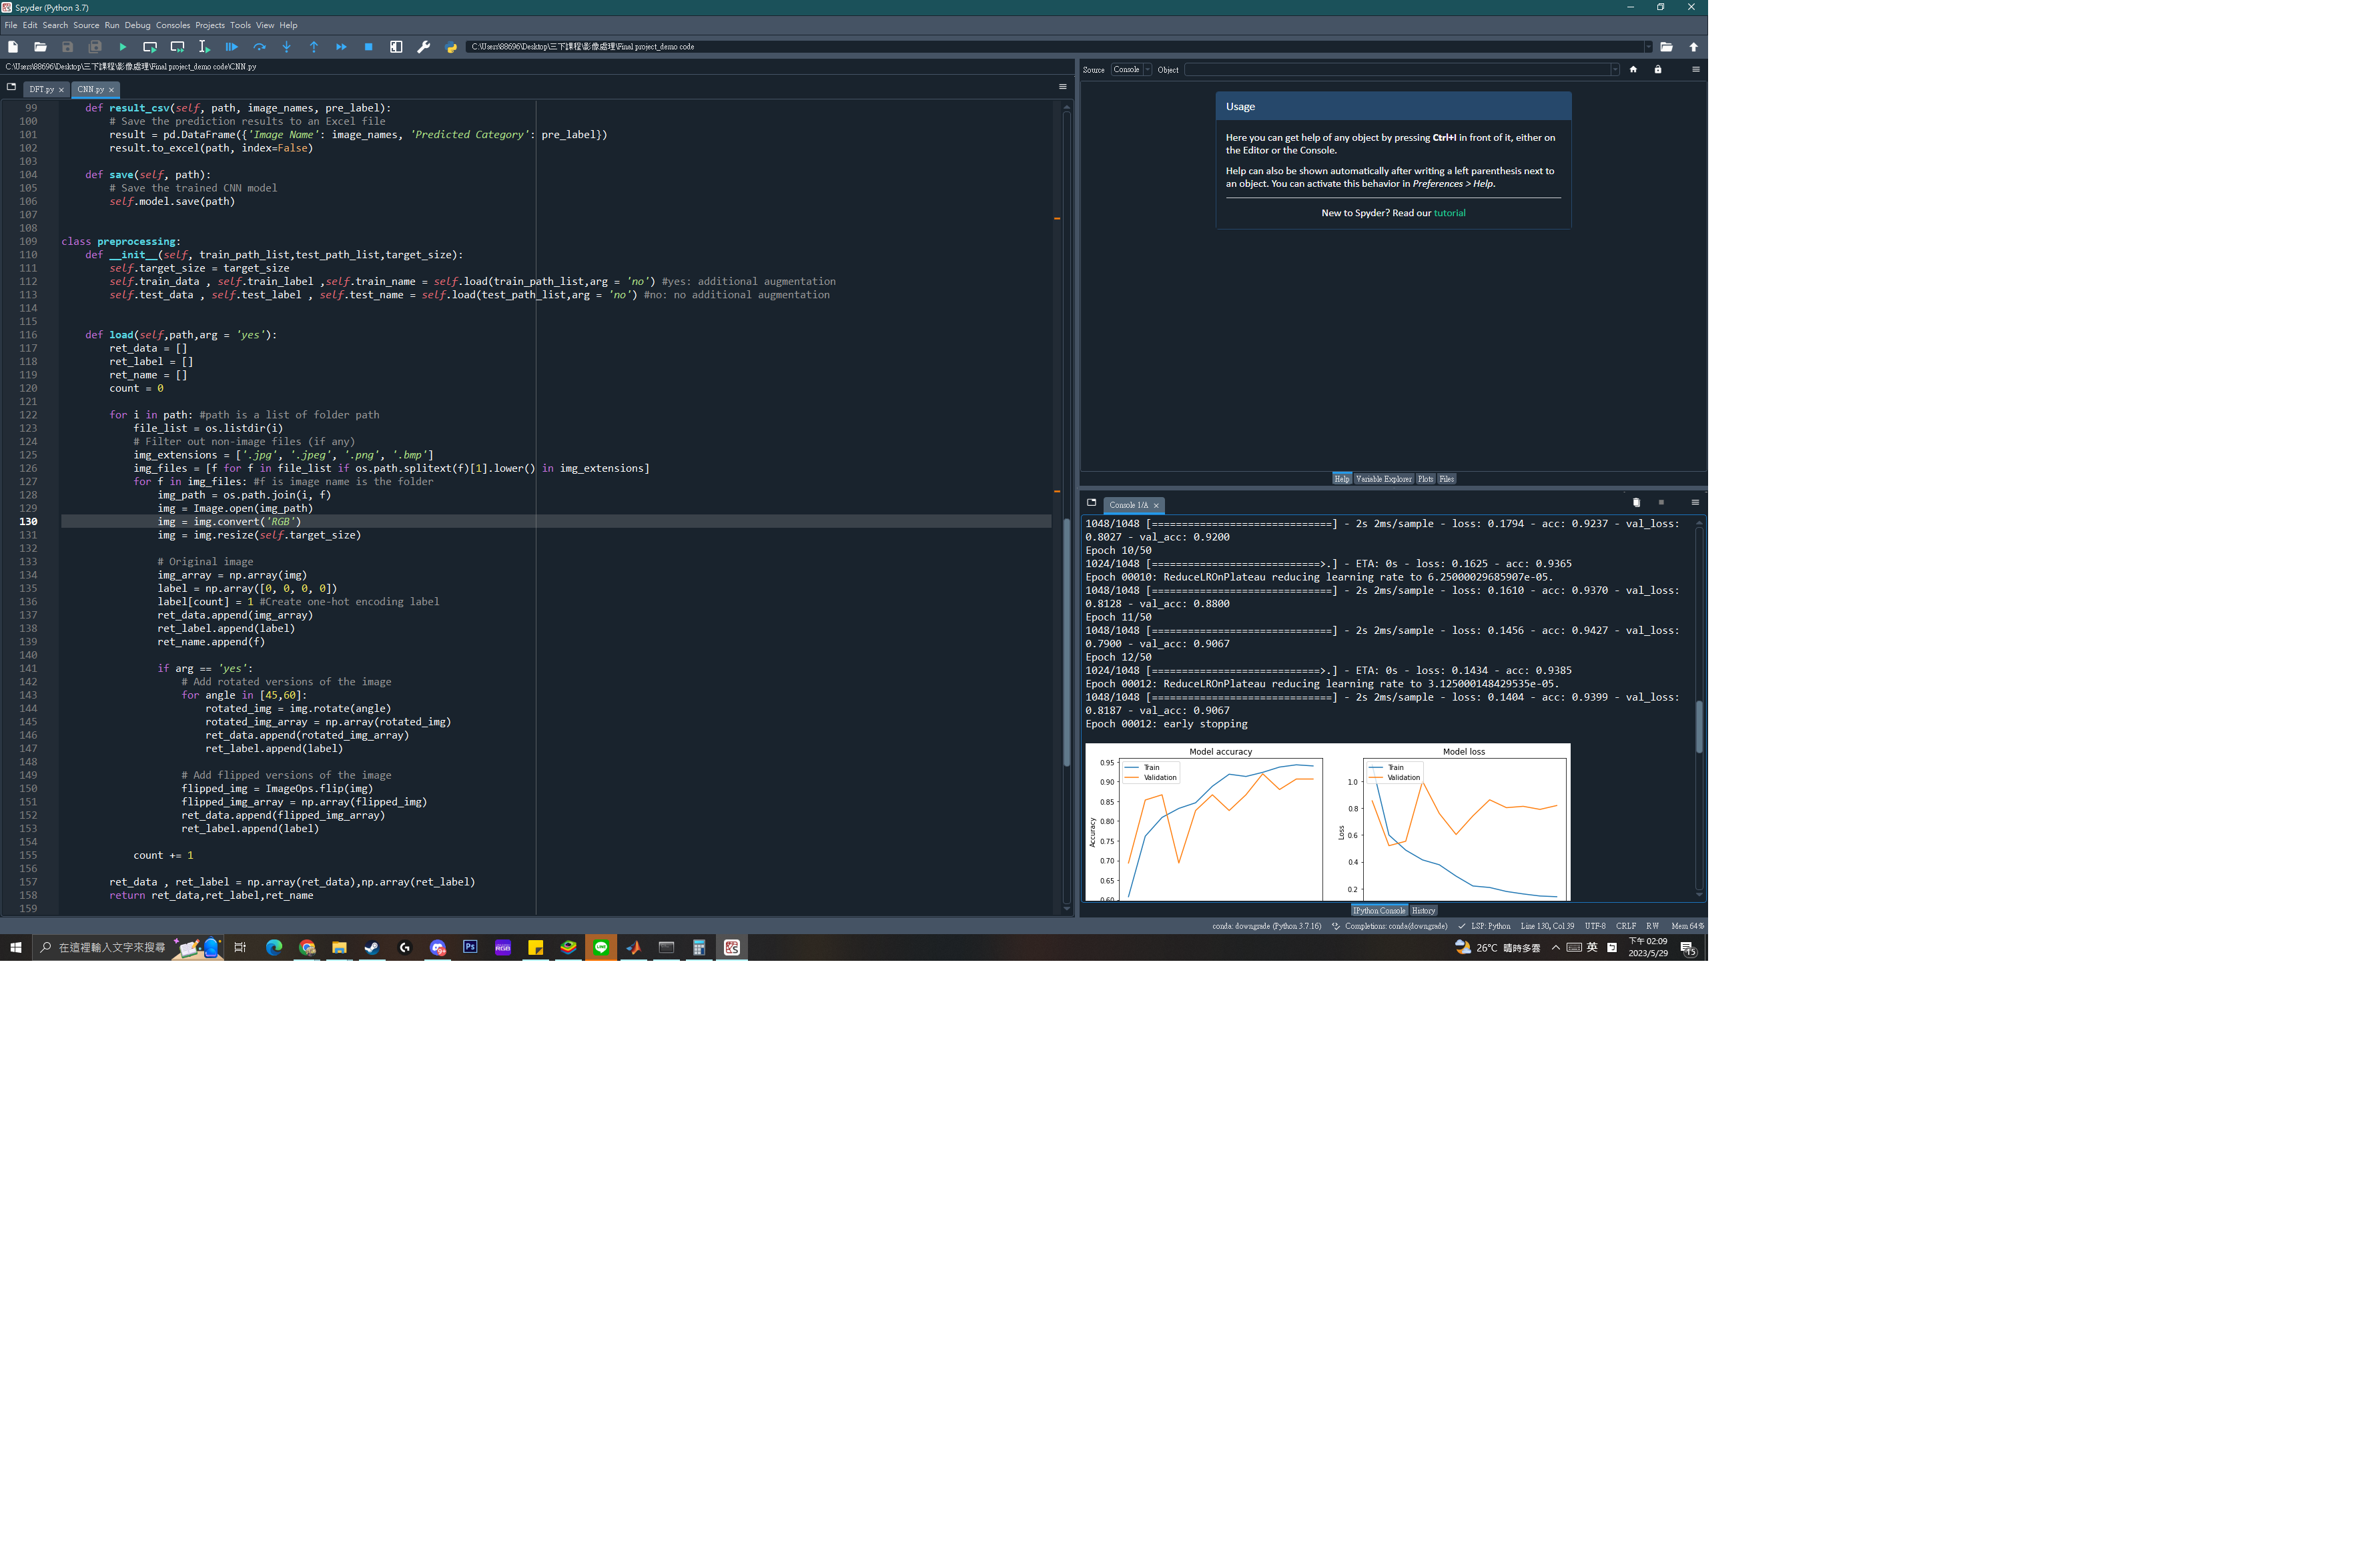 Spyder (Python 3.7)
File Edit Search Source Run Debug Consoles Projects Tools View Help
C:\Users\88696\Desktop\三下課程\影像處理\Final project_demo code
C:\Users\88696\Desktop\三下課程\影像處理\Final project_demo code\CNN.py
DFT.py CNN.py
99 def result_csv(self, path, image_names, pre_label):
100 # Save the prediction results to an Excel file
101 result = pd.DataFrame({'Image Name': image_names, 'Predicted Category': pre_label})
102 result.to_excel(path, index=False)
103
104 def save(self, path):
105 # Save the trained CNN model
106 self.model.save(path)
107
108
109 class preprocessing:
110 def __init__(self, train_path_list,test_path_list,target_size):
111 self.target_size = target_size
112 self.train_data , self.train_label ,self.train_name = self.load(train_path_list,arg = 'no') #yes: additional augmentation
113 self.test_data , self.test_label , self.test_name = self.load(test_path_list,arg = 'no') #no: no additional augmentation
114
115
116 def load(self,path,arg = 'yes'):
117 ret_data = []
118 ret_label = []
119 ret_name = []
120 count = 0
121
122 for i in path: #path is a list of folder path
123 file_list = os.listdir(i)
124 # Filter out non-image files (if any)
125 img_extensions = ['.jpg', '.jpeg', '.png', '.bmp']
126 img_files = [f for f in file_list if os.path.splitext(f)[1].lower() in img_extensions]
127 for f in img_files: #f is image name is the folder
128 img_path = os.path.join(i, f)
129 img = Image.open(img_path)
130 img = img.convert('RGB')
131 img = img.resize(self.target_size)
132
133 # Original image
134 img_array = np.array(img)
135 label = np.array([0, 0, 0, 0])
136 label[count] = 1 #Create one-hot encoding label
137 ret_data.append(img_array)
138 ret_label.append(label)
139 ret_name.append(f)
140
141 if arg == 'yes':
142 # Add rotated versions of the image
143 for angle in [45,60]:
144 rotated_img = img.rotate(angle)
145 rotated_img_array = np.array(rotated_img)
146 ret_data.append(rotated_img_array)
147 ret_label.append(label)
148
149 # Add flipped versions of the image
150 flipped_img = ImageOps.flip(img)
151 flipped_img_array = np.array(flipped_img)
152 ret_data.append(flipped_img_array)
153 ret_label.append(label)
154
155 count += 1
156
157 ret_data , ret_label = np.array(ret_data),np.array(ret_label)
158 return ret_data,ret_label,ret_name
159
Source Console Object
Usage
Here you can get help of any object by pressing Ctrl+I in front of it, either on
the Editor or the Console.
Help can also be shown automatically after writing a left parenthesis next to
an object. You can activate this behavior in Preferences > Help.
New to Spyder? Read our tutorial
Help Variable Explorer Plots Files
Console 1/A
1048/1048 [==============================] - 2s 2ms/sample - loss: 0.1794 - acc: 0.9237 - val_loss:
0.8027 - val_acc: 0.9200
Epoch 10/50
1024/1048 [============================>.] - ETA: 0s - loss: 0.1625 - acc: 0.9365
Epoch 00010: ReduceLROnPlateau reducing learning rate to 6.25000029685907e-05.
1048/1048 [==============================] - 2s 2ms/sample - loss: 0.1610 - acc: 0.9370 - val_loss:
0.8128 - val_acc: 0.8800
Epoch 11/50
1048/1048 [==============================] - 2s 2ms/sample - loss: 0.1456 - acc: 0.9427 - val_loss:
0.7900 - val_acc: 0.9067
Epoch 12/50
1024/1048 [============================>.] - ETA: 0s - loss: 0.1434 - acc: 0.9385
Epoch 00012: ReduceLROnPlateau reducing learning rate to 3.125000148429535e-05.
1048/1048 [==============================] - 2s 2ms/sample - loss: 0.1404 - acc: 0.9399 - val_loss:
0.8187 - val_acc: 0.9067
Epoch 00012: early stopping
Model accuracy
Train
Validation
0.95
0.90
0.85
0.80
0.75
0.70
0.65
0.60
Accuracy
Model loss
Train
Validation
1.0
0.8
0.6
0.4
0.2
Loss
IPython Console History
conda: downgrade (Python 3.7.16) Completions: conda(downgrade) LSP: Python Line 130, Col 39 UTF-8 CRLF RW Mem 64%
在這裡輸入文字來搜尋
Ps
26°C 晴時多雲
英
下午 02:09
2023/5/29
15